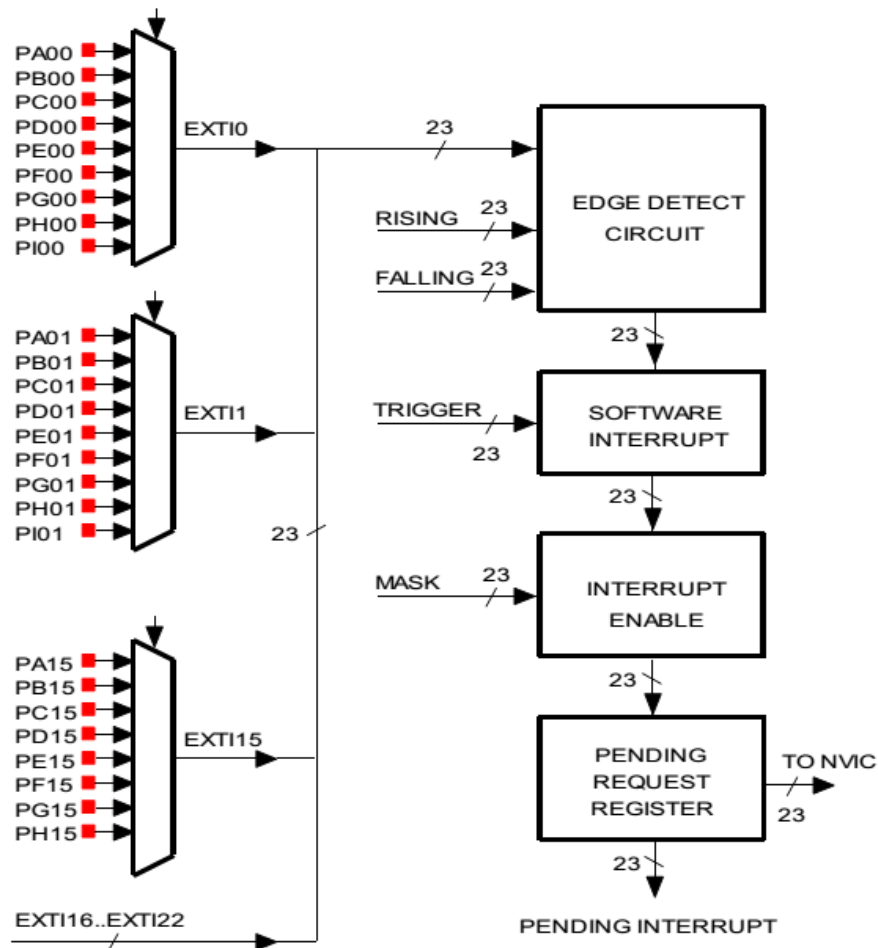 PA00
PB00
PC00
PD00
PE00
PF00
PG00
PH00
PI00
EXTI0
23
RISING
23
FALLING
23
EDGE DETECT
CIRCUIT
23
PA01
PB01
PC01
PD01
PE01
PF01
PG01
PH01
PI01
EXTI1
23
TRIGGER
23
SOFTWARE
INTERRUPT
23
MASK
23
INTERRUPT
ENABLE
23
PA15
PB15
PC15
PD15
PE15
PF15
PG15
PH15
EXTI15
PENDING
REQUEST
REGISTER
TO NVIC
23
23
EXTI16..EXTI22
PENDING INTERRUPT